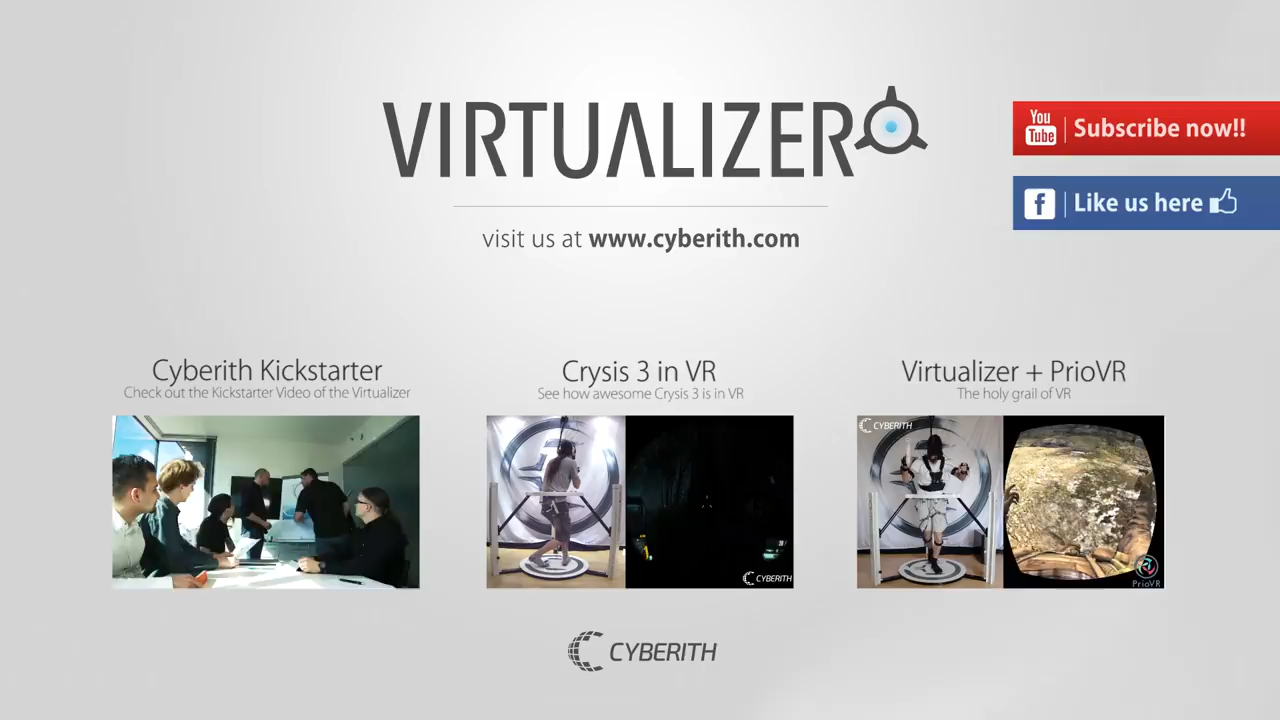 VIRTUALIZER
visit us at www.cyberith.com
You Tube | Subscribe now!!
f | Like us here
Cyberith Kickstarter
Check out the Kickstarter Video of the Virtualizer
Crysis 3 in VR
See how awesome Crysis 3 is in VR
Virtualizer + PrioVR
The holy grail of VR
CYBERITH
CYBERITH
PrioVR
CYBERITH